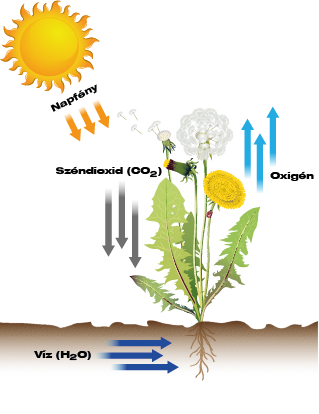 Napfény
Széndioxid (CO₂)
Oxigén
Víz (H₂O)